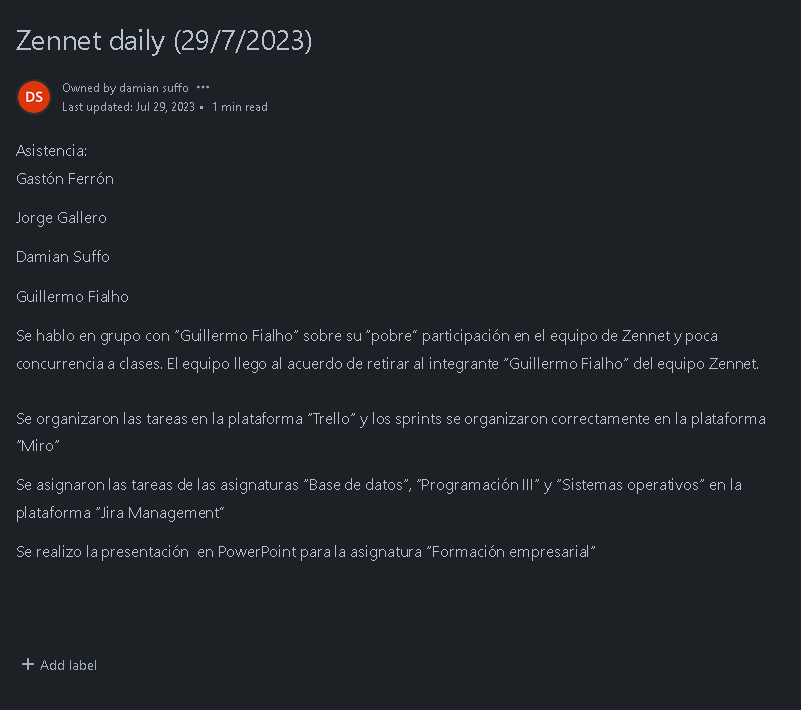 Zennet daily (29/7/2023)
DS
Owned by damian suffo •••
Last updated: Jul 29, 2023 • 1 min read
Asistencia:
Gastón Ferrón
Jorge Gallero
Damian Suffo
Guillermo Fialho
Se hablo en grupo con "Guillermo Fialho" sobre su "pobre" participación en el equipo de Zennet y poca
concurrencia a clases. El equipo llego al acuerdo de retirar al integrante "Guillermo Fialho" del equipo Zennet.
Se organizaron las tareas en la plataforma "Trello" y los sprints se organizaron correctamente en la plataforma
"Miro"
Se asignaron las tareas de las asignaturas "Base de datos", "Programación III" y "Sistemas operativos" en la
plataforma "Jira Management"
Se realizo la presentación  en PowerPoint para la asignatura "Formación empresarial"
+ Add label